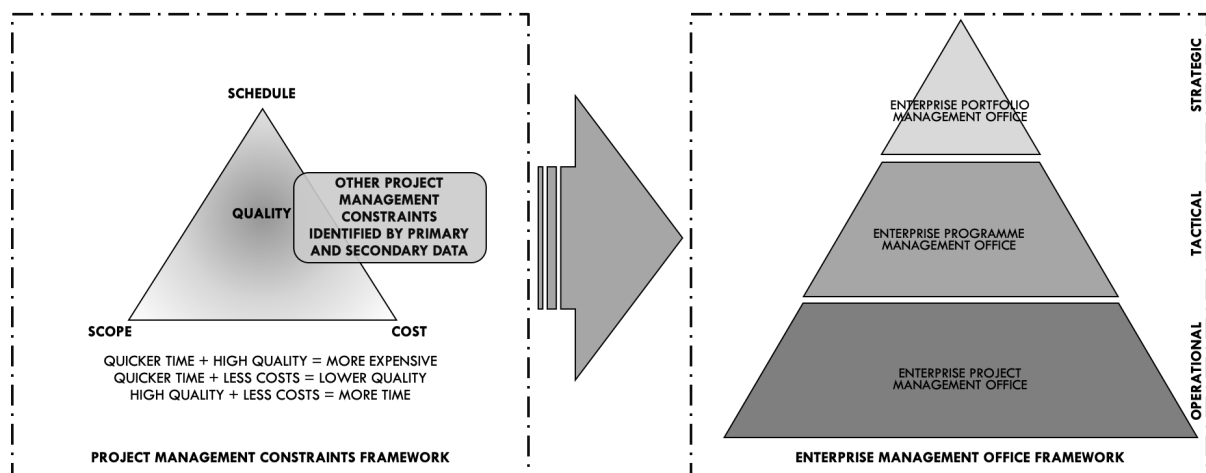 SCHEDULE
QUALITY
OTHER PROJECT
MANAGEMENT
CONSTRAINTS
IDENTIFIED BY PRIMARY
AND SECONDARY DATA
SCOPE
COST
QUICKER TIME + HIGH QUALITY = MORE EXPENSIVE
QUICKER TIME + LESS COSTS = LOWER QUALITY
HIGH QUALITY + LESS COSTS = MORE TIME
PROJECT MANAGEMENT CONSTRAINTS FRAMEWORK
ENTERPRISE PORTFOLIO
MANAGEMENT OFFICE
STRATEGIC
ENTERPRISE PROGRAMME
MANAGEMENT OFFICE
TACTICAL
ENTERPRISE PROJECT
MANAGEMENT OFFICE
OPERATIONAL
ENTERPRISE MANAGEMENT OFFICE FRAMEWORK